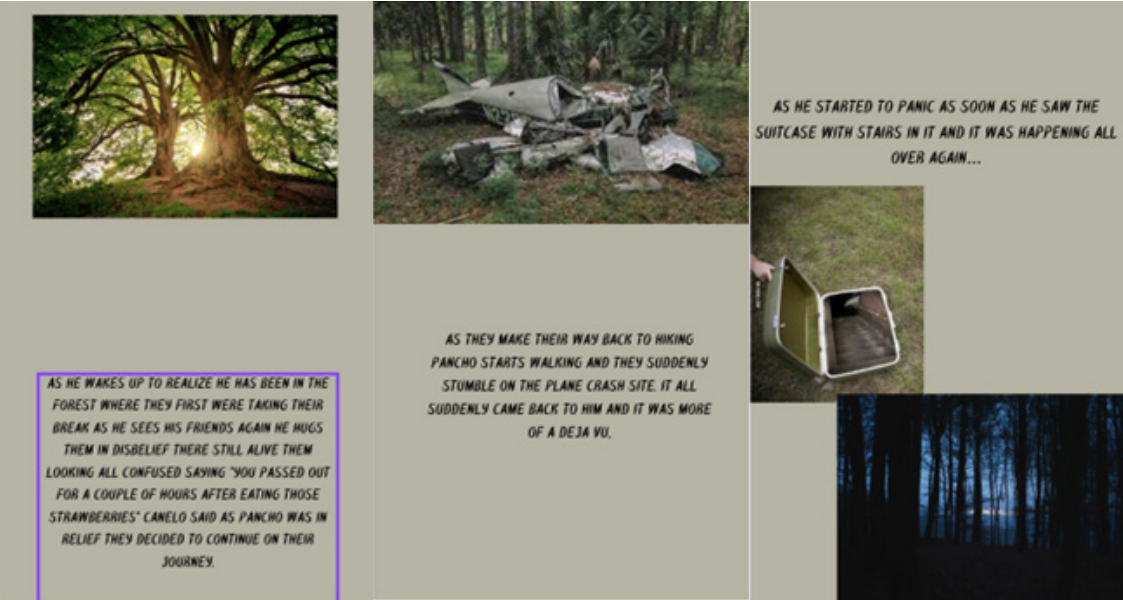 AS HE WAKES UP TO REALIZE HE HAS BEEN IN THE
FOREST WHERE THEY FIRST WERE TAKING THEIR
BREAK AS HE SEES HIS FRIENDS AGAIN HE HUGS
THEM IN DISBELIEF THERE STILL ALIVE THEM
LOOKING ALL CONFUSED SAYING "YOU PASSED OUT
FOR A COUPLE OF HOURS AFTER EATING THOSE
STRAWBERRIES" CANELO SAID AS PANCHO WAS IN
RELIEF THEY DECIDED TO CONTINUE ON THEIR
JOURNEY.
AS THEY MAKE THEIR WAY BACK TO HIKING
PANCHO STARTS WALKING AND THEY SUDDENLY
STUMBLE ON THE PLANE CRASH SITE. IT ALL
SUDDENLY CAME BACK TO HIM AND IT WAS MORE
OF A DEJA VU,
AS HE STARTED TO PANIC AS SOON AS HE SAW THE
SUITCASE WITH STAIRS IN IT AND IT WAS HAPPENING ALL
OVER AGAIN...